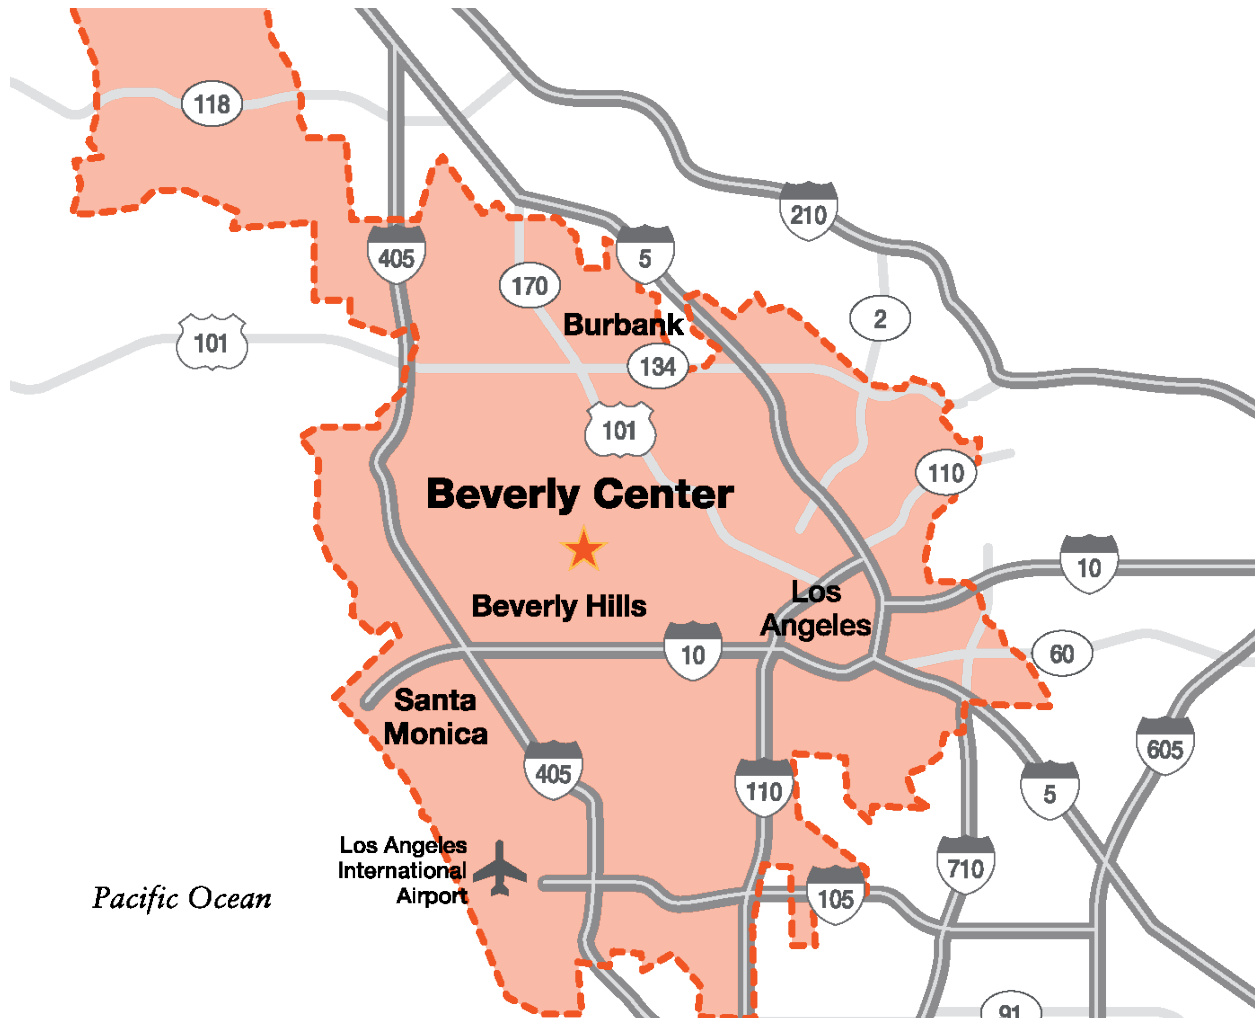 118
210
405
5
170
2
101
Burbank
134
101
110
Beverly Center
10
Los
Angeles
Beverly Hills
10
60
Santa
Monica
605
405
110
5
Los Angeles
International
Airport
710
105
Pacific Ocean
91